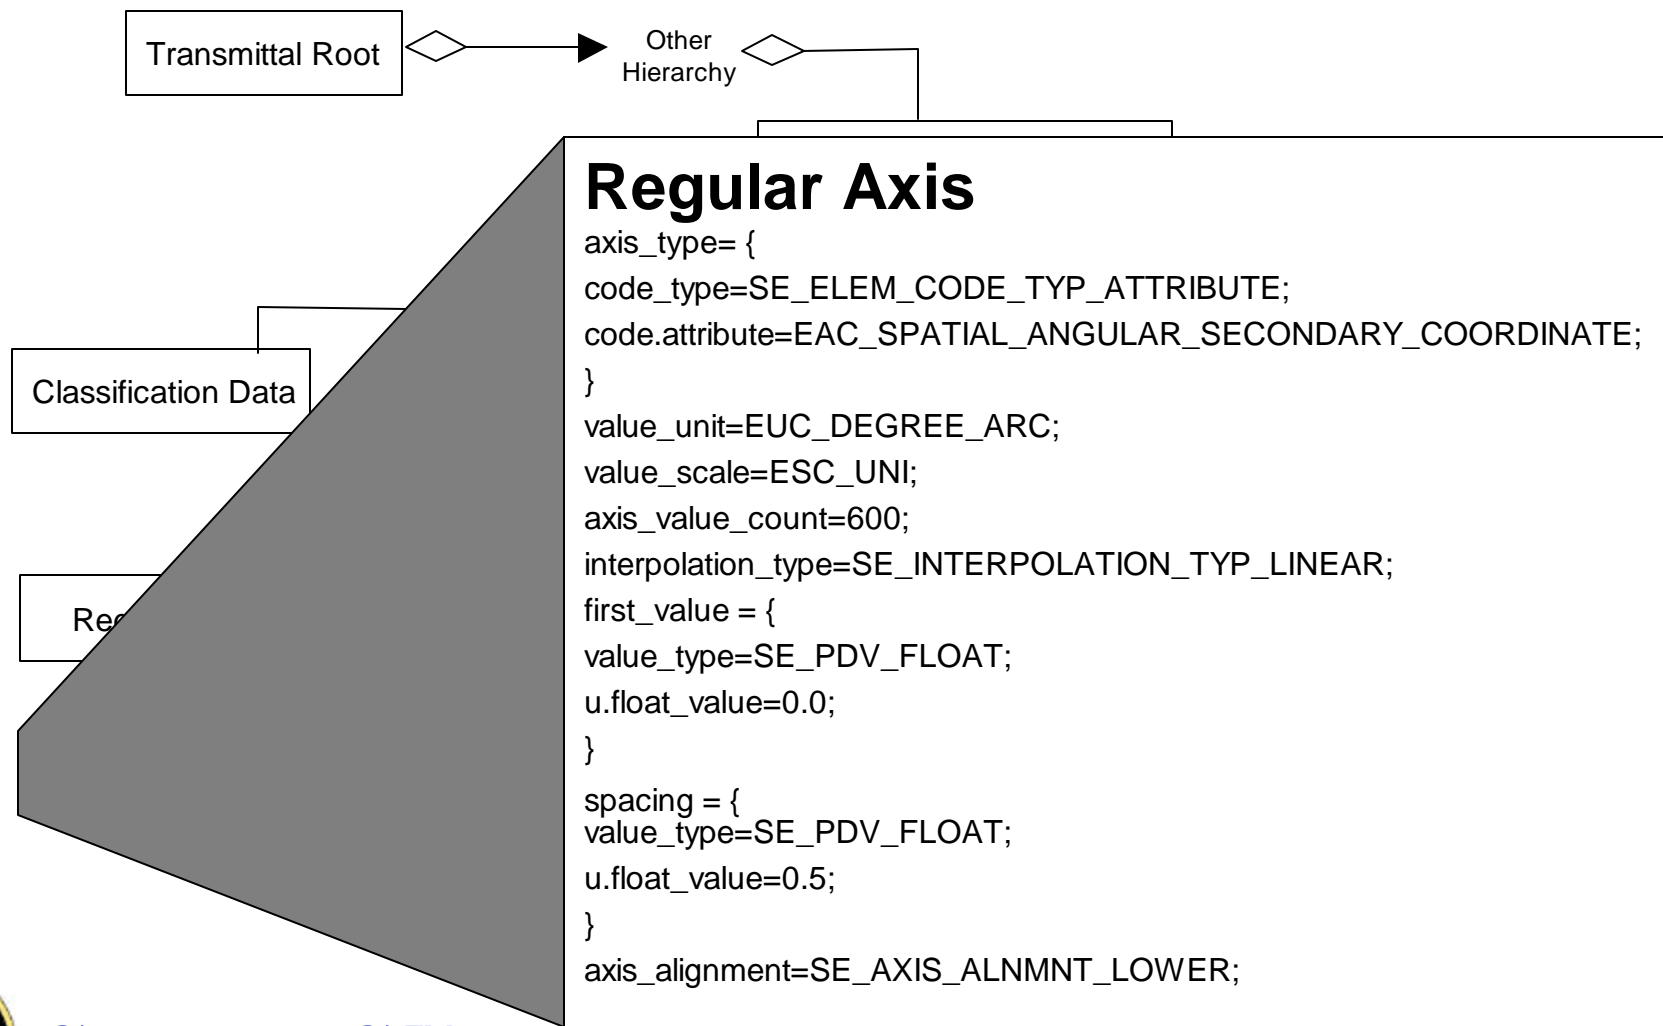 Transmittal Root
Other
Hierarchy
Regular Axis
axis_type= {
code_type=SE_ELEM_CODE_TYP_ATTRIBUTE;
code.attribute=EAC_SPATIAL_ANGULAR_SECONDARY_COORDINATE;
}
value_unit=EUC_DEGREE_ARC;
value_scale=ESC_UNI;
axis_value_count=600;
interpolation_type=SE_INTERPOLATION_TYP_LINEAR;
first_value = {
value_type=SE_PDV_FLOAT;
u.float_value=0.0;
}
spacing = {
value_type=SE_PDV_FLOAT;
u.float_value=0.5;
}
axis_alignment=SE_AXIS_ALNMNT_LOWER;
Classification Data